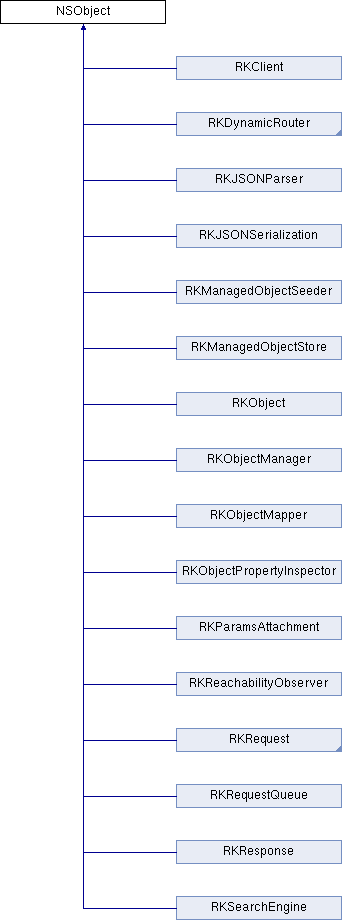 NSObject
RKClient
RKDynamicRouter
RKJSONParser
RKJSONSerialization
RKManagedObjectSeeder
RKManagedObjectStore
RKObject
RKObjectManager
RKObjectMapper
RKObjectPropertyInspector
RKParamsAttachment
RKReachabilityObserver
RKRequest
RKRequestQueue
RKResponse
RKSearchEngine